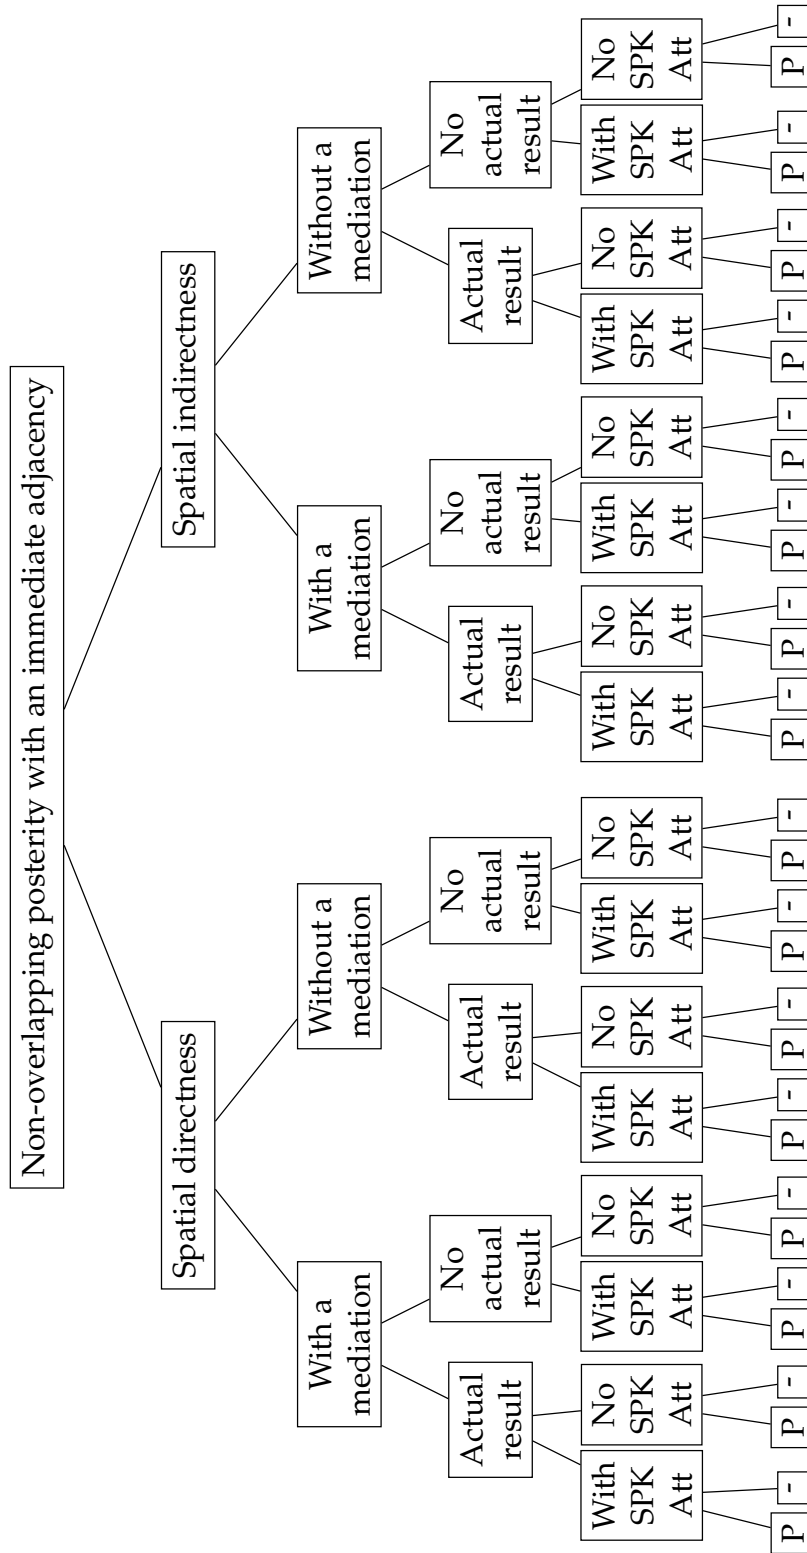 Non-overlapping posterity with an immediate adjacency
Spatial directness
Spatial indirectness
With a
mediation
Without a
mediation
With a
mediation
Without a
mediation
Actual
result
No
actual
result
Actual
result
No
actual
result
Actual
result
No
actual
result
Actual
result
No
actual
result
With
SPK
Att
No
SPK
Att
With
SPK
Att
No
SPK
Att
With
SPK
Att
No
SPK
Att
With
SPK
Att
No
SPK
Att
With
SPK
Att
No
SPK
Att
With
SPK
Att
No
SPK
Att
With
SPK
Att
No
SPK
Att
With
SPK
Att
No
SPK
Att
P
-
P
-
P
-
P
-
P
-
P
-
P
-
P
-
P
-
P
-
P
-
P
-
P
-
P
-
P
-
P
-